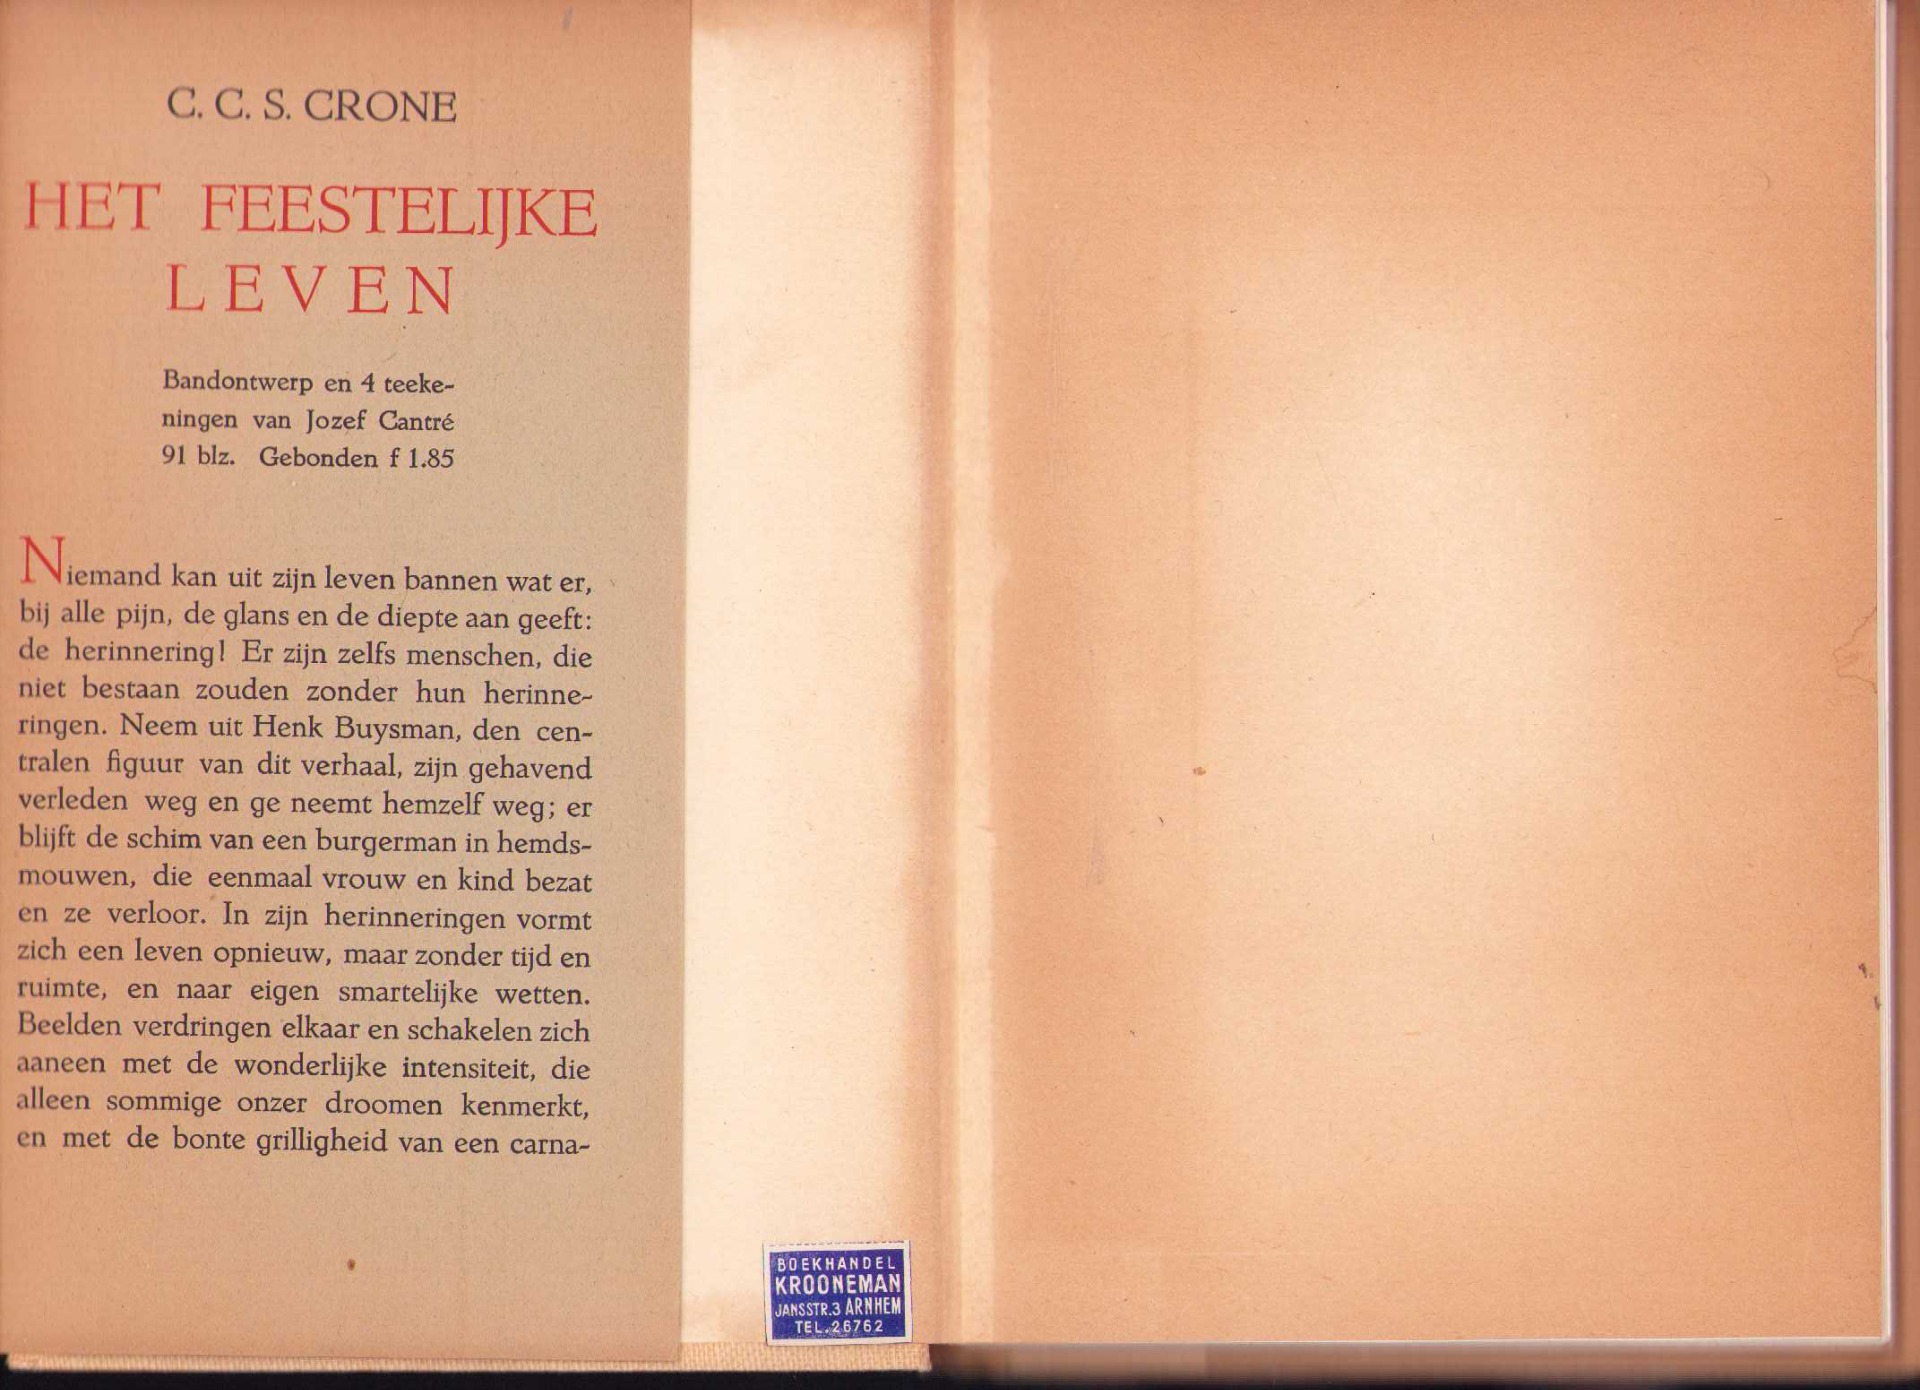 C. C. S. CRONE
HET FEESTELIJKE
LEVEN
Bandontwerp en 4 teeke-
ningen van Jozef Cantré
91 blz. Gebonden f 1.85
Niemand kan uit zijn leven bannen wat er,
bij alle pijn, de glans en de diepte aan geeft:
de herinnering! Er zijn zelfs menschen, die
niet bestaan zouden zonder hun herinne-
ringen. Neem uit Henk Buysman, den cen-
tralen figuur van dit verhaal, zijn gehavend
verleden weg en ge neemt hemzelf weg; er
blijft de schim van een burgerman in hemds-
mouwen, die eenmaal vrouw en kind bezat
en ze verloor. In zijn herinneringen vormt
zich een leven opnieuw, maar zonder tijd en
ruimte, en naar eigen smartelijke wetten.
Beelden verdringen elkaar en schakelen zich
aaneen met de wonderlijke intensiteit, die
alleen sommige onzer droomen kenmerkt,
en met de bonte grilligheid van een carna-
BOEKHANDEL
KROONEMAN
JANSSTR.3 ARNHEM
TEL.26762